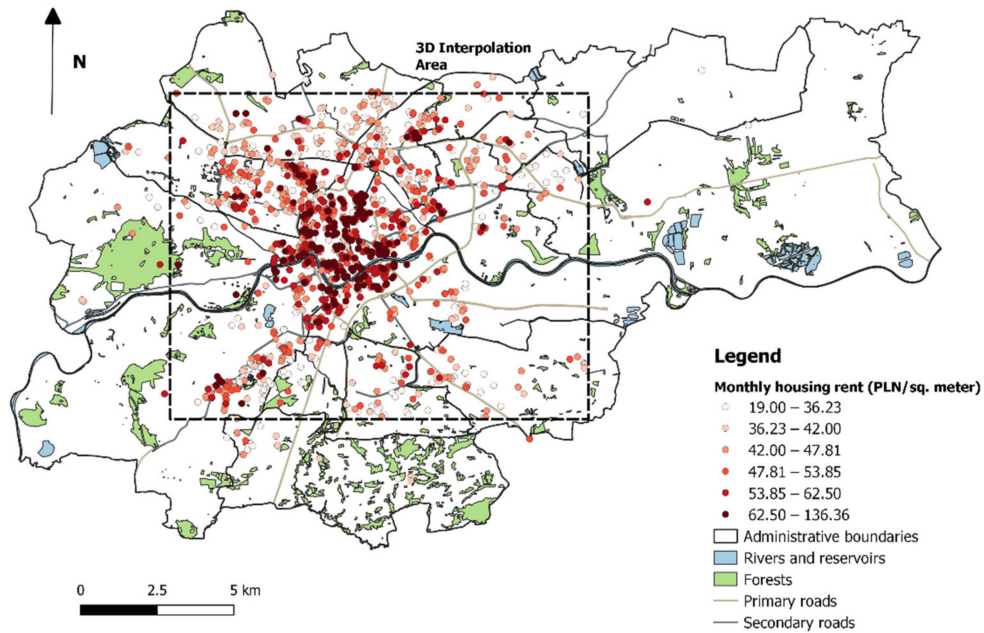 3D Interpolation
Area
N
Legend
Monthly housing rent (PLN/sq. meter)
19.00 – 36.23
36.23 – 42.00
42.00 – 47.81
47.81 – 53.85
53.85 – 62.50
62.50 – 136.36
Administrative boundaries
Rivers and reservoirs
Forests
Primary roads
Secondary roads
0 2.5 5 km